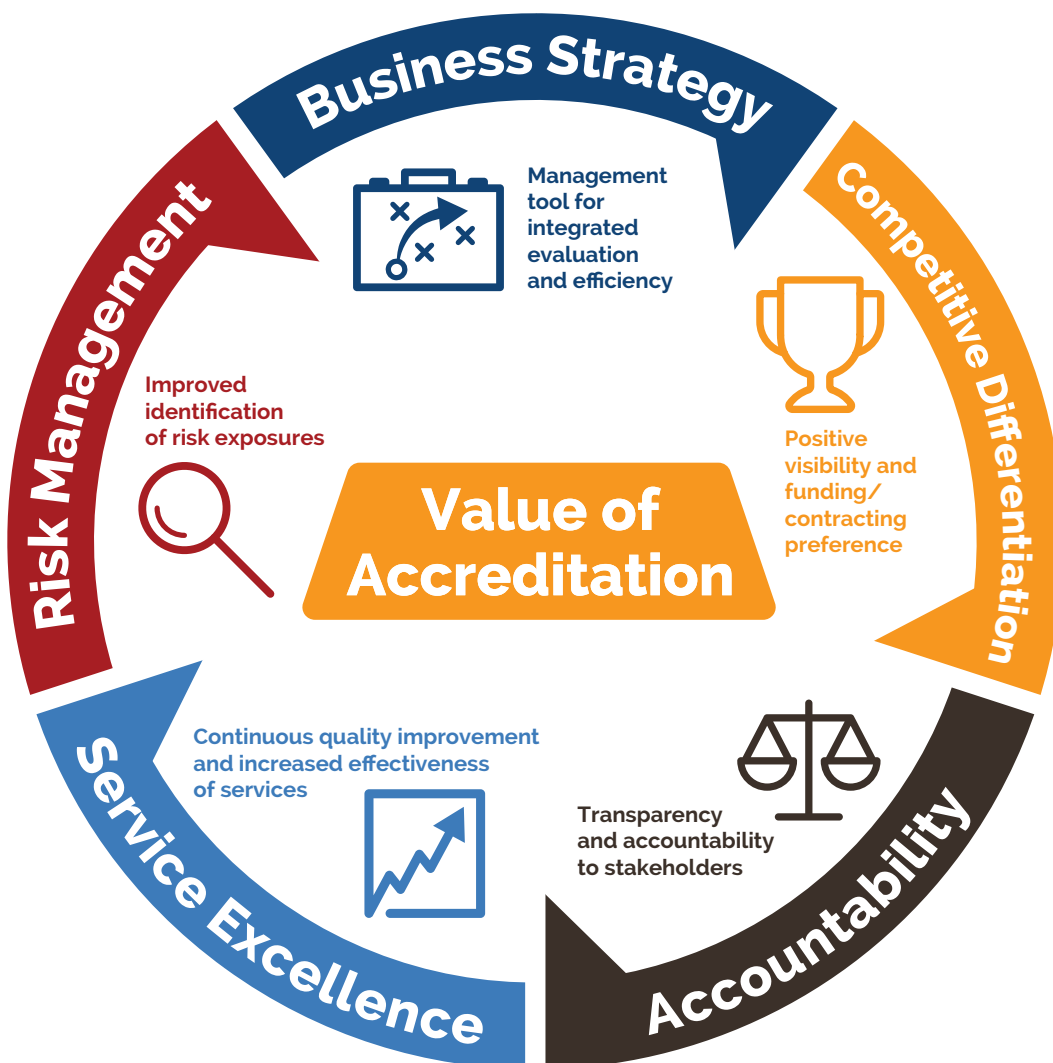 Business Strategy
Management
tool for
integrated
evaluation
and efficiency
Competitive Differentiation
Positive
visibility and
funding/
contracting
preference
Accountability
Transparency
and accountability
to stakeholders
Service Excellence
Continuous quality improvement
and increased effectiveness
of services
Risk Management
Improved
identification
of risk exposures
Value of
Accreditation